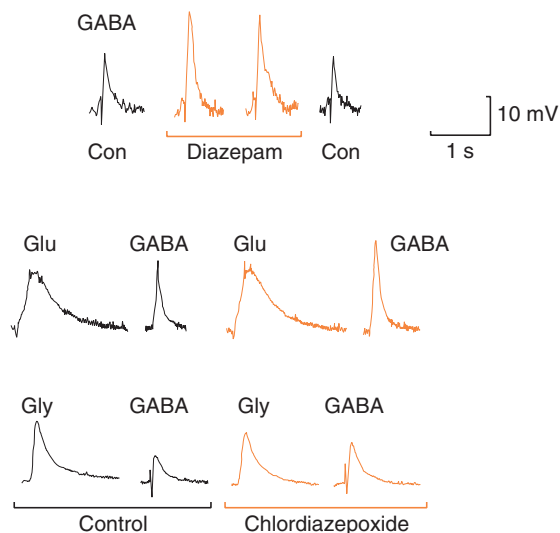 GABA
10 mV
Con Diazepam Con 1 s
Glu GABA Glu GABA
Gly GABA Gly GABA
Control Chlordiazepoxide